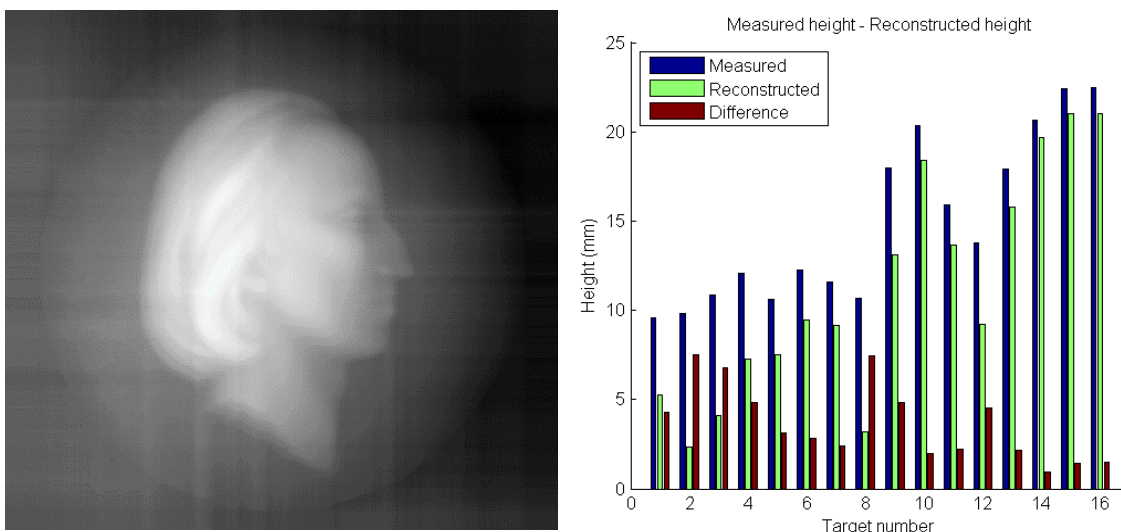 Measured height - Reconstructed height
Measured
Reconstructed
Difference
Height (mm)
25
20
15
10
5
0
0 2 4 6 8 10 12 14 16
Target number